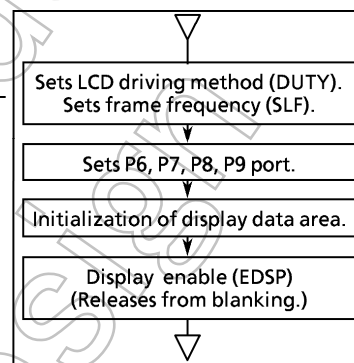 Sets LCD driving method (DUTY).
Sets frame frequency (SLF).
Sets P6, P7, P8, P9 port.
Initialization of display data area.
Display enable (EDSP)
(Releases from blanking.)